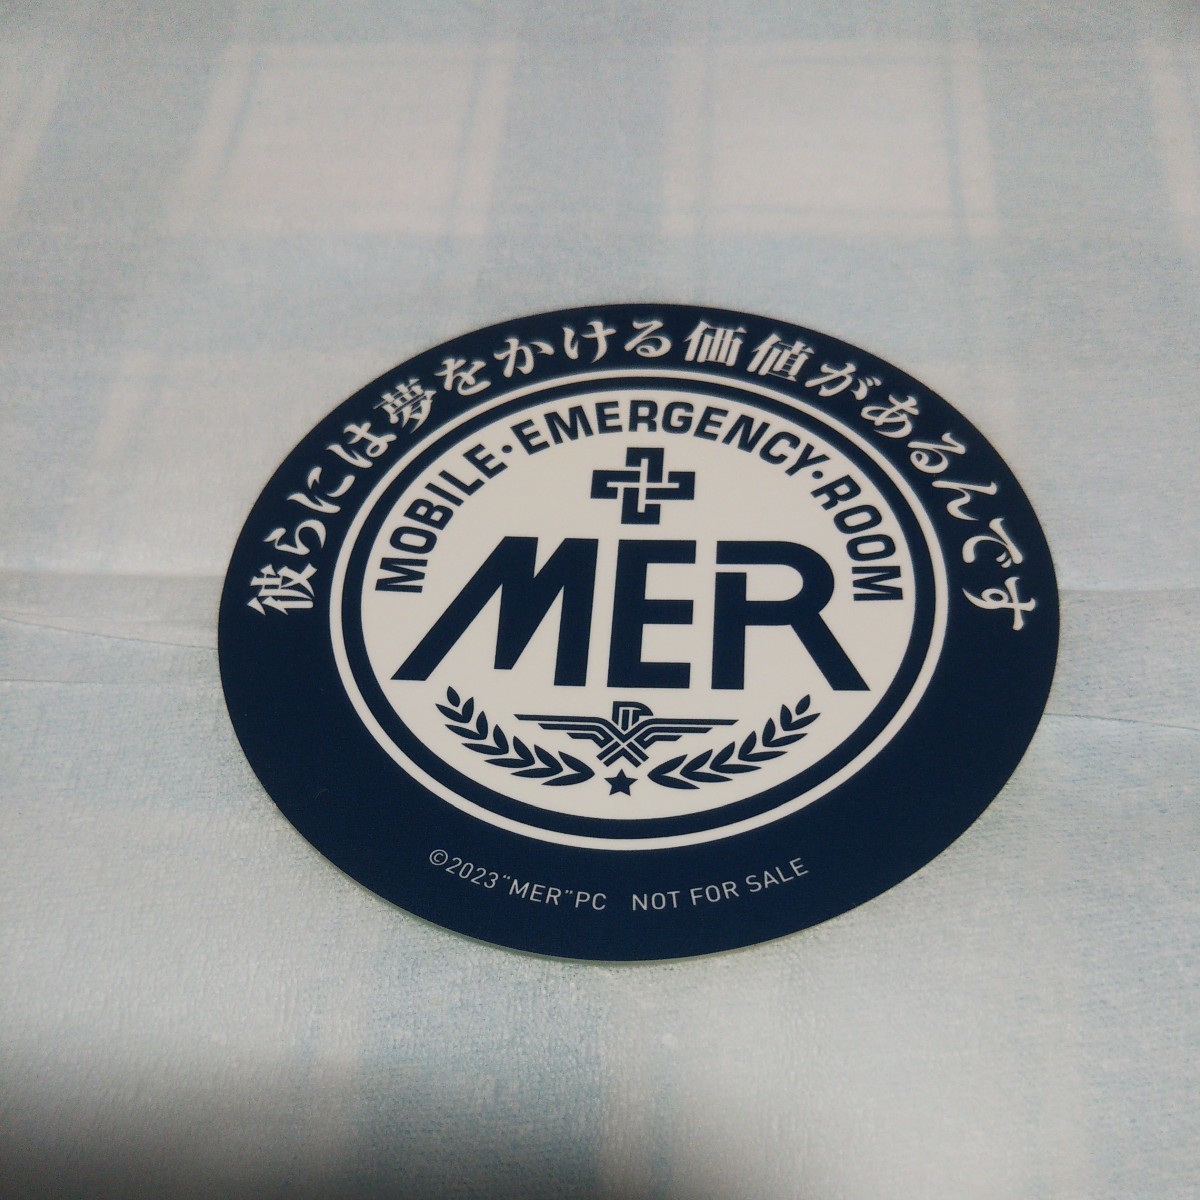 彼らには夢をかける価値があるんです
MOBILE・EMERGENCY・ROOM
MER
©2023"MER"PC NOT FOR SALE